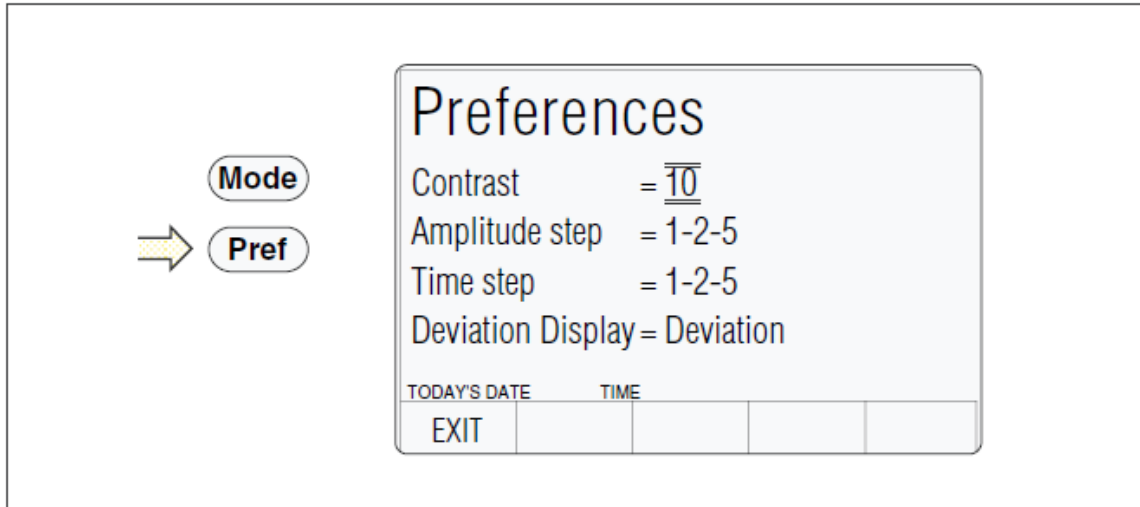 Mode
Pref
Preferences
Contrast = 10
Amplitude step = 1-2-5
Time step = 1-2-5
Deviation Display = Deviation
TODAY'S DATE TIME
EXIT